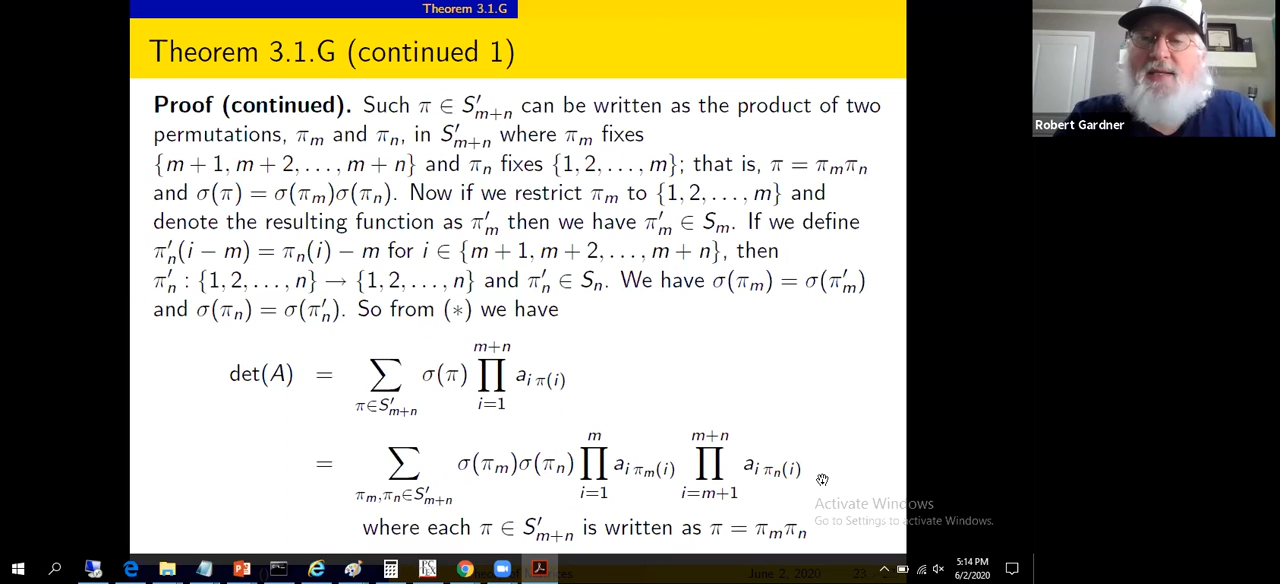 Theorem 3.1.G
Theorem 3.1.G (continued 1)
Robert Gardner
Proof (continued). Such π ∈ S′ₘ₊ₙ can be written as the product of two
permutations, πₘ and πₙ, in S′ₘ₊ₙ where πₘ fixes
{m + 1, m + 2, . . . , m + n} and πₙ fixes {1, 2, . . . , m}; that is, π = πₘπₙ
and σ(π) = σ(πₘ)σ(πₙ). Now if we restrict πₘ to {1, 2, . . . , m} and
denote the resulting function as π′ₘ then we have π′ₘ ∈ Sₘ. If we define
π′ₙ(i − m) = πₙ(i) − m for i ∈ {m + 1, m + 2, . . . , m + n}, then
π′ₙ : {1, 2, . . . , n} → {1, 2, . . . , n} and π′ₙ ∈ Sₙ. We have σ(πₘ) = σ(π′ₘ)
and σ(πₙ) = σ(π′ₙ). So from (∗) we have
det(A) = ∑_{π∈S′ₘ₊ₙ} σ(π) ∏_{i=1}^{m+n} a_{i π(i)}
= ∑_{πₘ,πₙ∈S′ₘ₊ₙ} σ(πₘ)σ(πₙ) ∏_{i=1}^{m} a_{i πₘ(i)} ∏_{i=m+1}^{m+n} a_{i πₙ(i)}
where each π ∈ S′ₘ₊ₙ is written as π = πₘπₙ
Activate Windows
Go to Settings to activate Windows.
June 2, 2020
5:14 PM
6/2/2020